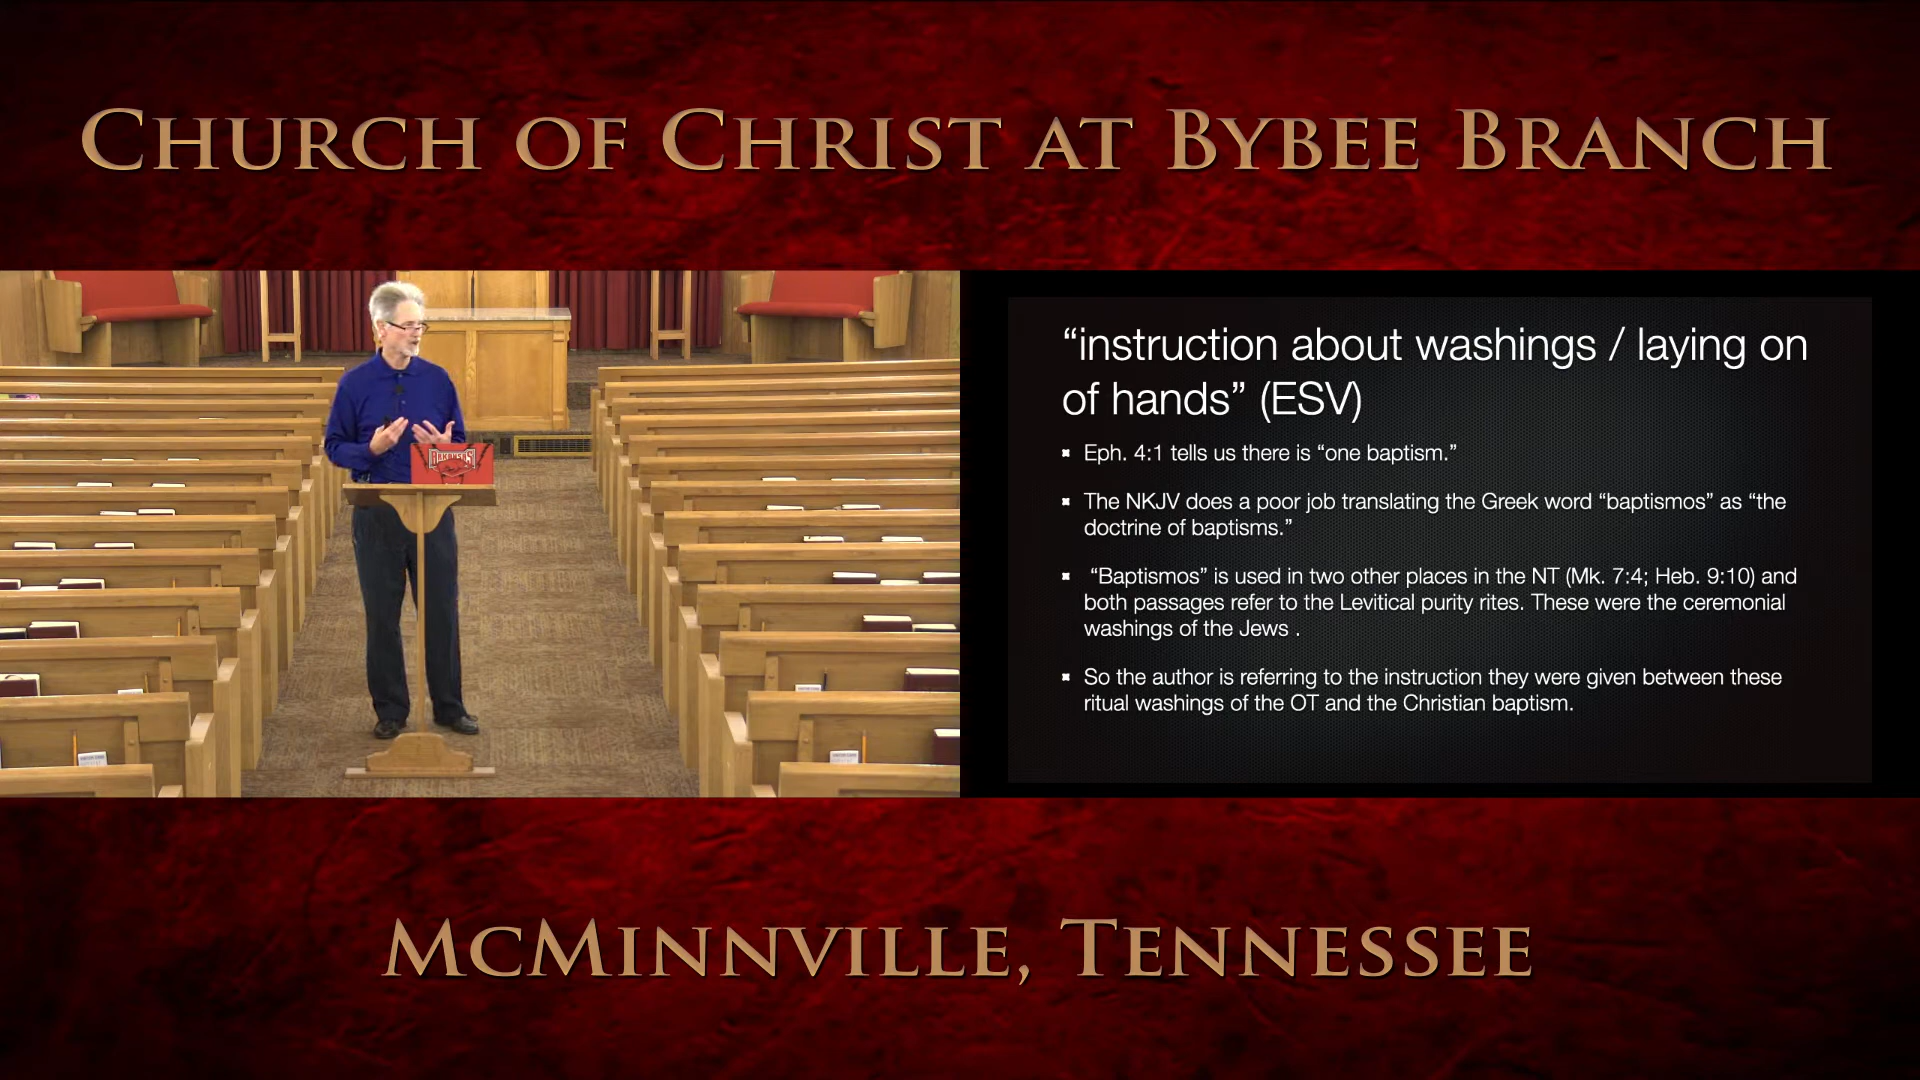 CHURCH OF CHRIST AT BYBEE BRANCH
ARKANSAS
“instruction about washings / laying on
of hands” (ESV)
Eph. 4:1 tells us there is “one baptism.”
The NKJV does a poor job translating the Greek word “baptismos” as “the
doctrine of baptisms.”
“Baptismos” is used in two other places in the NT (Mk. 7:4; Heb. 9:10) and
both passages refer to the Levitical purity rites. These were the ceremonial
washings of the Jews .
So the author is referring to the instruction they were given between these
ritual washings of the OT and the Christian baptism.
MCMINNVILLE, TENNESSEE